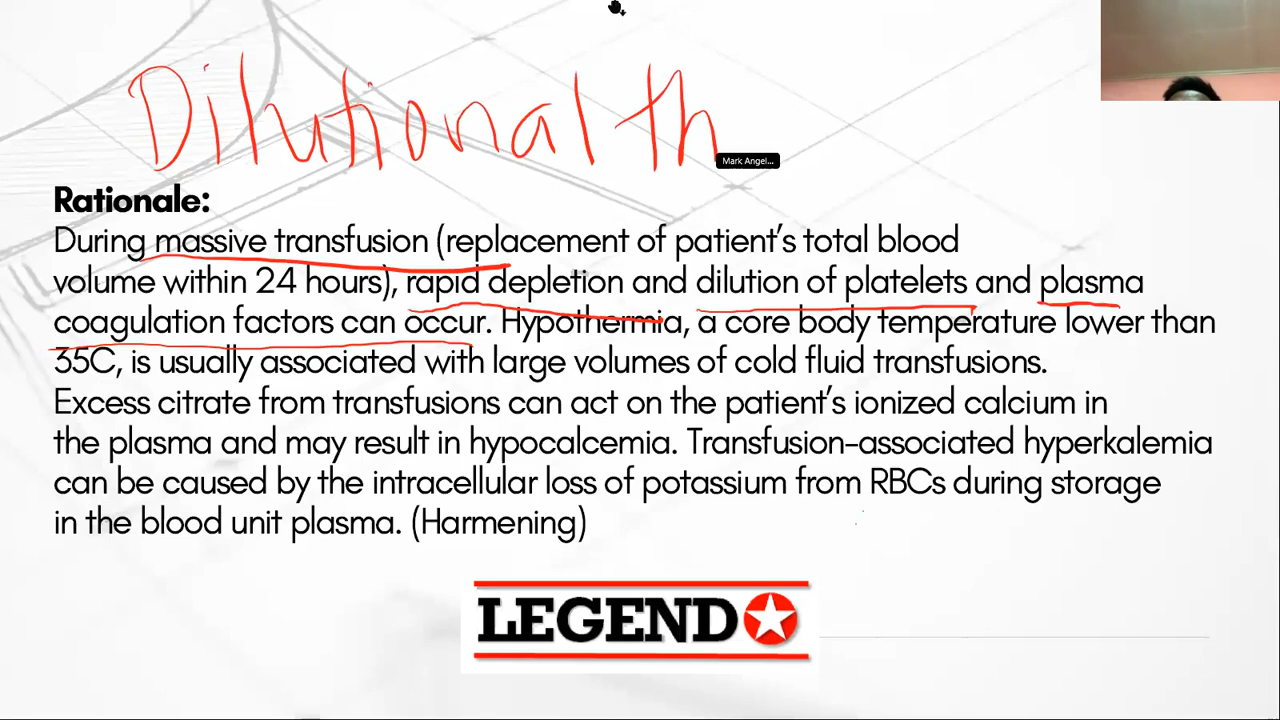 Dilutional th
Mark Angel...
Rationale:
During massive transfusion (replacement of patient's total blood
volume within 24 hours), rapid depletion and dilution of platelets and plasma
coagulation factors can occur. Hypothermia, a core body temperature lower than
35C, is usually associated with large volumes of cold fluid transfusions.
Excess citrate from transfusions can act on the patient's ionized calcium in
the plasma and may result in hypocalcemia. Transfusion-associated hyperkalemia
can be caused by the intracellular loss of potassium from RBCs during storage
in the blood unit plasma. (Harmening)
LEGEND